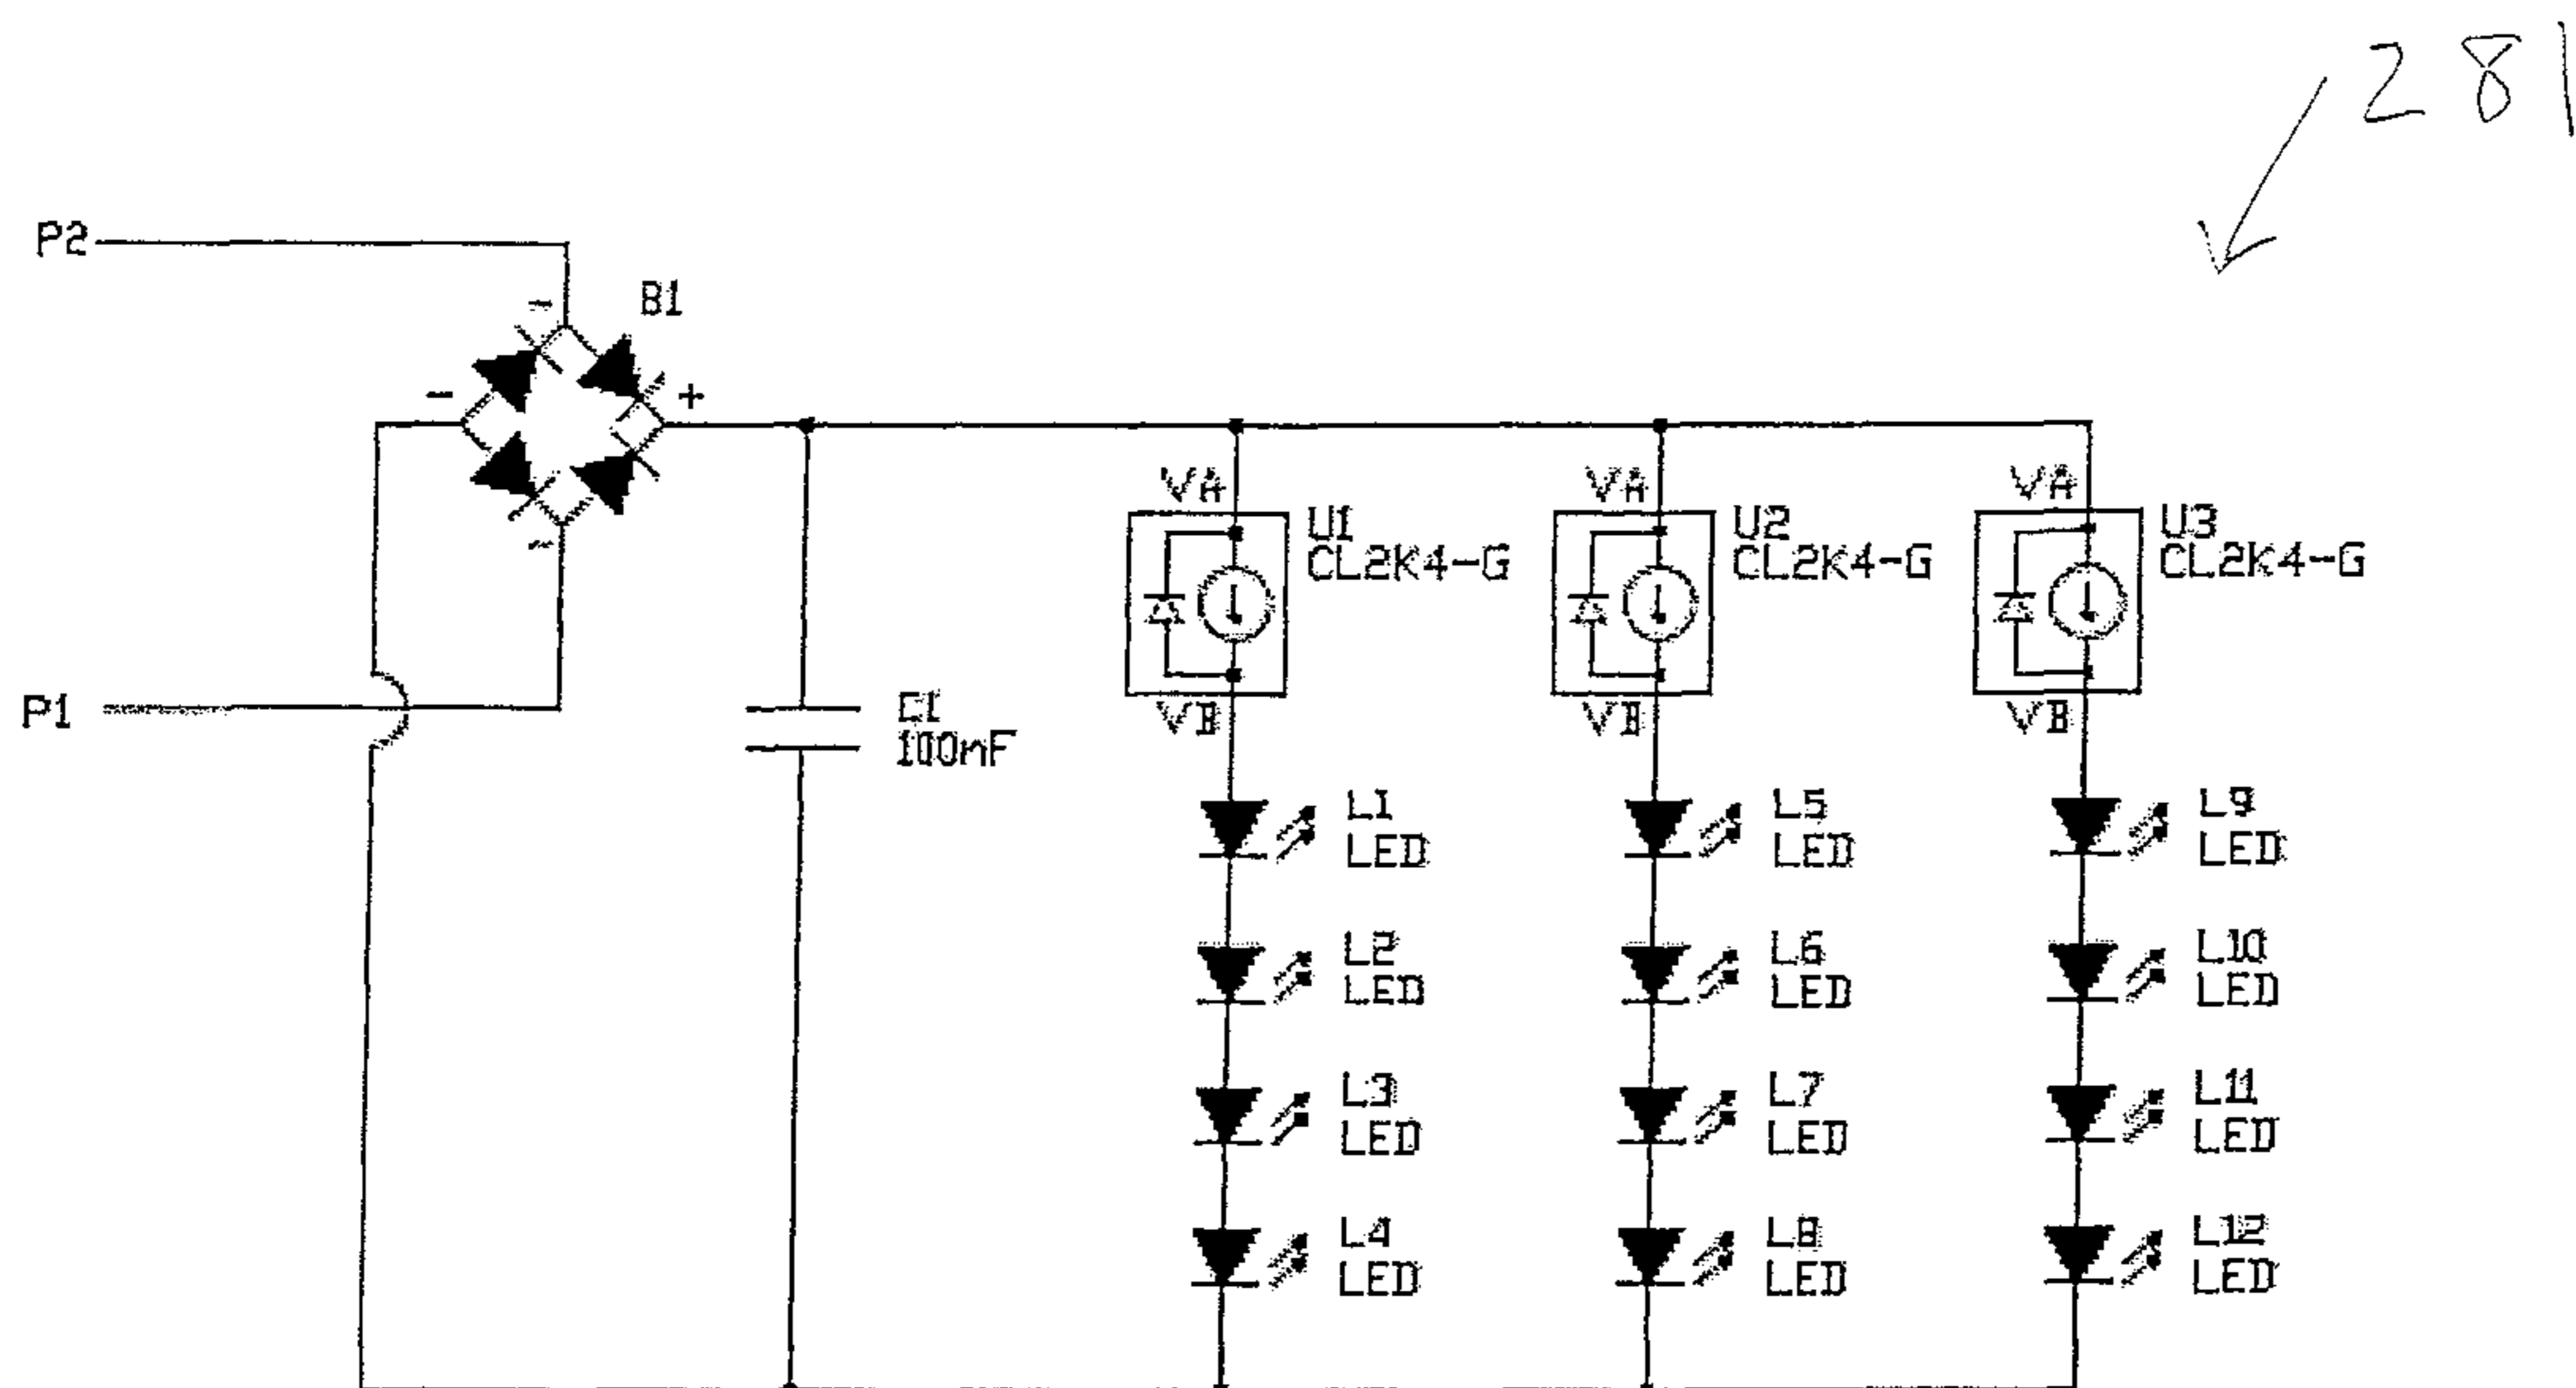 281
P2
B1
-
-
+
-
P1
C1
100nF
VA
U1
CL2K4-G
VB
VA
U2
CL2K4-G
VB
VA
U3
CL2K4-G
VB
L1
LED
L2
LED
L3
LED
L4
LED
L5
LED
L6
LED
L7
LED
L8
LED
L9
LED
L10
LED
L11
LED
L12
LED